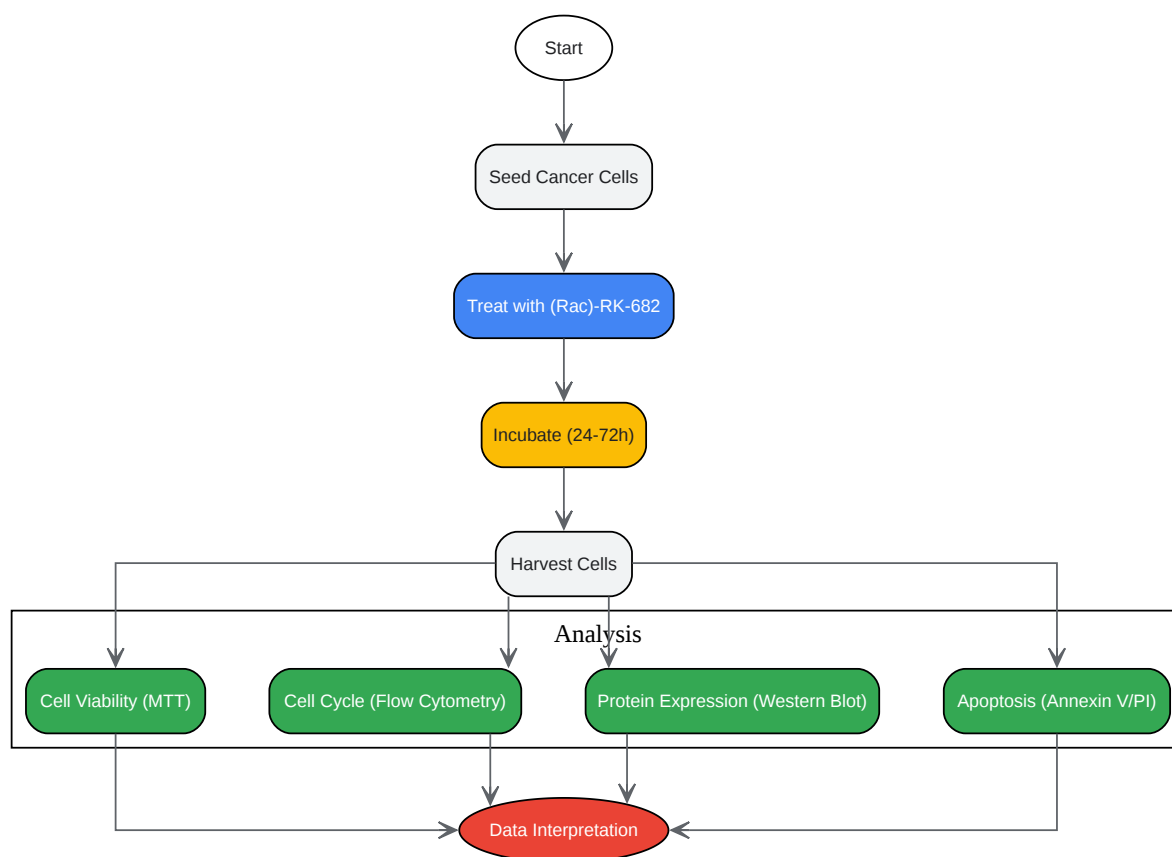 Start
Seed Cancer Cells
Treat with (Rac)-RK-682
Incubate (24-72h)
Harvest Cells
Analysis
Cell Viability (MTT)
Cell Cycle (Flow Cytometry)
Protein Expression (Western Blot)
Apoptosis (Annexin V/PI)
Data Interpretation